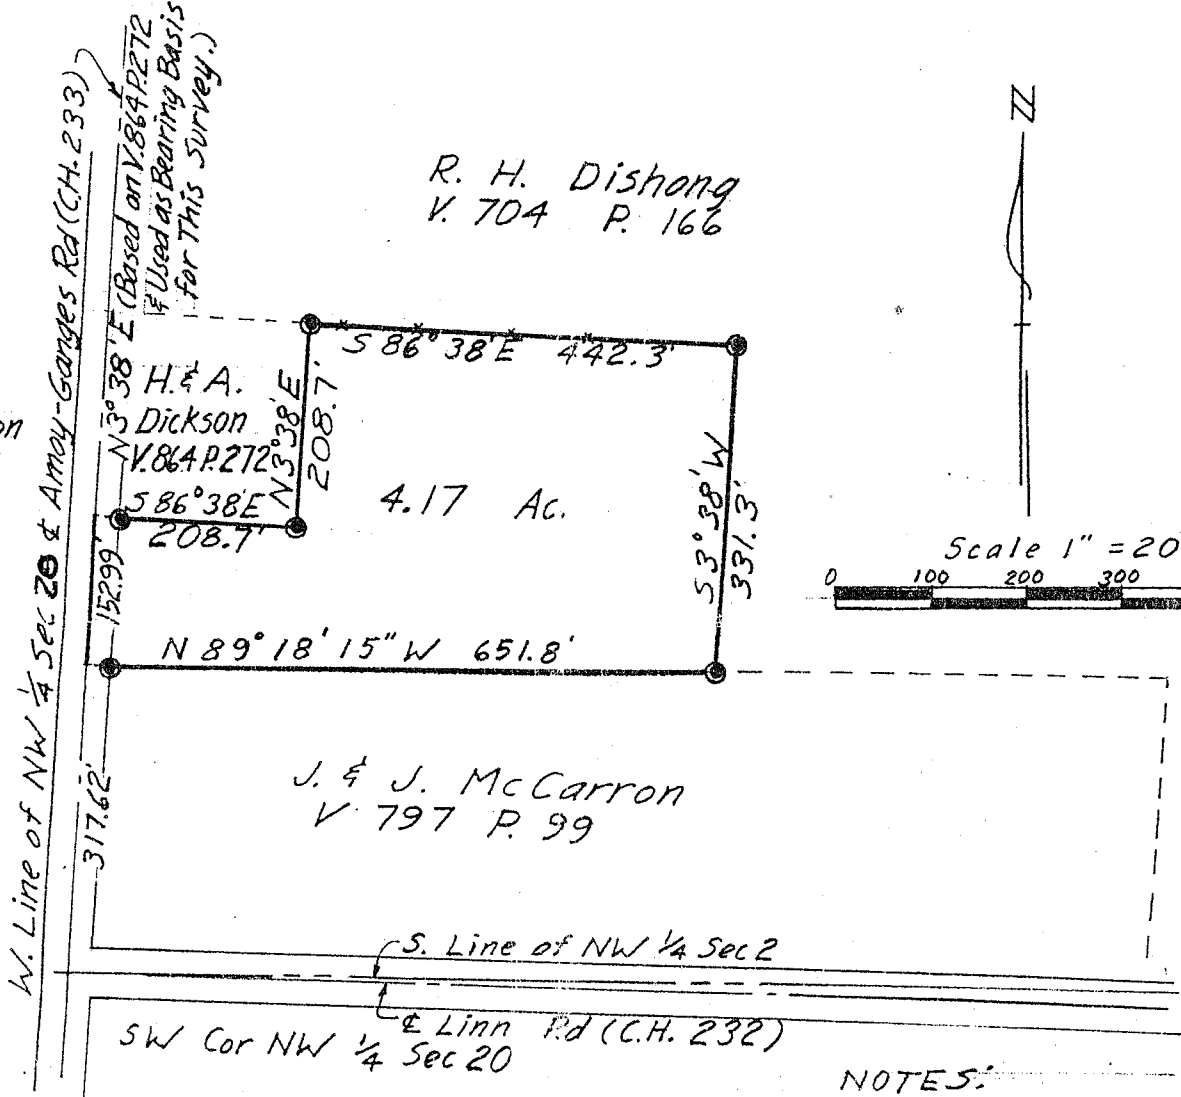 W. Line of NW ¼ Sec 20 & ℄ Amoy-Ganges Rd (C.H. 233)
N 3° 38' E (Based on V. 864 P. 272
& Used as Bearing Basis
for This Survey.)
R. H. Dishong
V. 704 P. 166
N
S 86° 38' E 442.3'
H. & A.
Dickson
V. 864 P. 272
N 3° 38' E
208.7'
S 86° 38' E
208.7'
4.17 Ac.
S 3° 38' W
331.3'
Scale 1" = 20
0 100 200 300
152.99'
N 89° 18' 15" W 651.8'
317.62'
J. & J. McCarron
V 797 P. 99
S. Line of NW ¼ Sec 2
℄ Linn Rd (C.H. 232)
SW Cor NW ¼ Sec 20
NOTES: